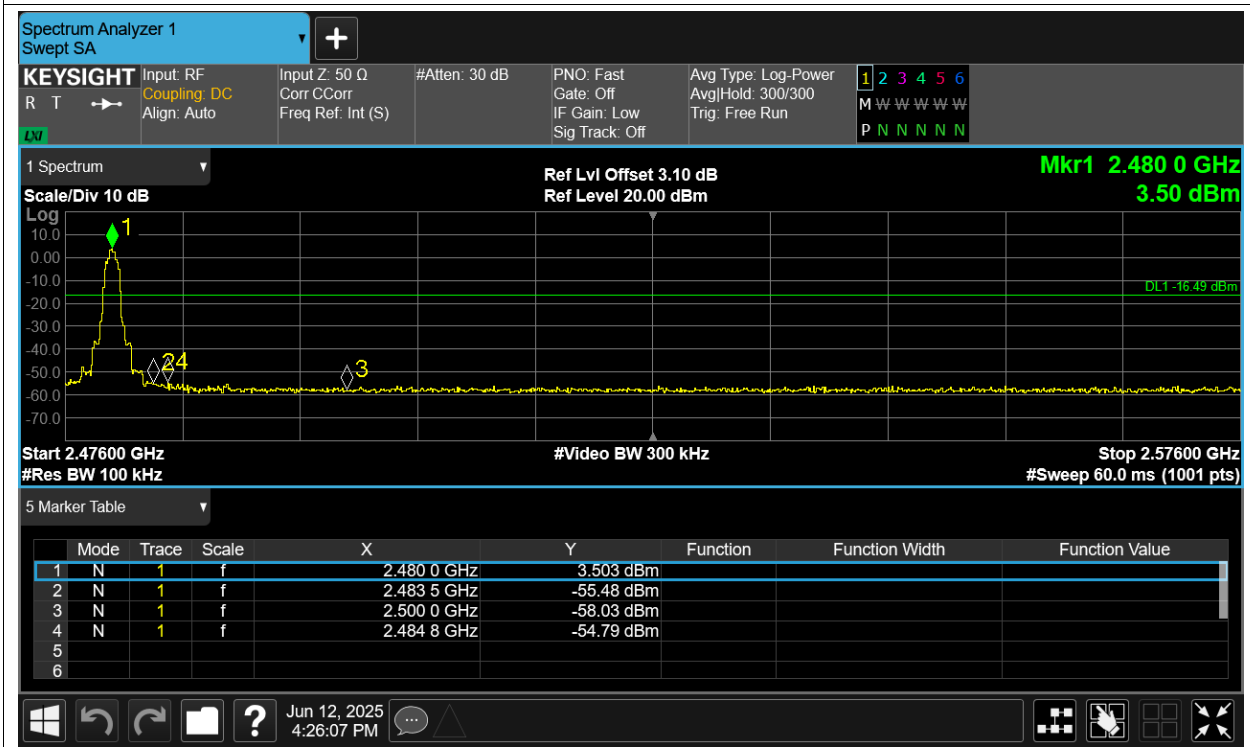 Spectrum Analyzer 1
Swept SA
KEYSIGHT Input: RF Input Z: 50 Ω #Atten: 30 dB PNO: Fast Avg Type: Log-Power 1 2 3 4 5 6
R T Coupling: DC Corr CCorr Gate: Off Avg|Hold: 300/300 M W W W W W W
Align: Auto Freq Ref: Int (S) IF Gain: Low Trig: Free Run
LXI Sig Track: Off P N N N N N N
1 Spectrum Ref Lvl Offset 3.10 dB Mkr1 2.480 0 GHz
Scale/Div 10 dB Ref Level 20.00 dBm 3.50 dBm
Log
1
10.0
0.00
-10.0
DL1 -16.49 dBm
-20.0
-30.0
-40.0
2 4 3
-50.0
-60.0
-70.0
Start 2.47600 GHz #Video BW 300 kHz Stop 2.57600 GHz
#Res BW 100 kHz #Sweep 60.0 ms (1001 pts)
5 Marker Table
Mode Trace Scale X Y Function Function Width Function Value
1 N 1 f 2.480 0 GHz 3.503 dBm
2 N 1 f 2.483 5 GHz -55.48 dBm
3 N 1 f 2.500 0 GHz -58.03 dBm
4 N 1 f 2.484 8 GHz -54.79 dBm
5
6
? Jun 12, 2025
4:26:07 PM